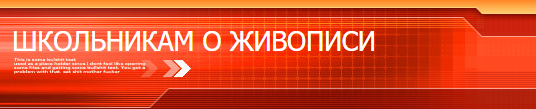 ШКОЛЬНИКАМ О ЖИВОПИСИ
This is some bullshit text
used as a place holder since I dont feel like opening
some files and getting some bullshit text. You got a
problem with that. eat shit mother fucker